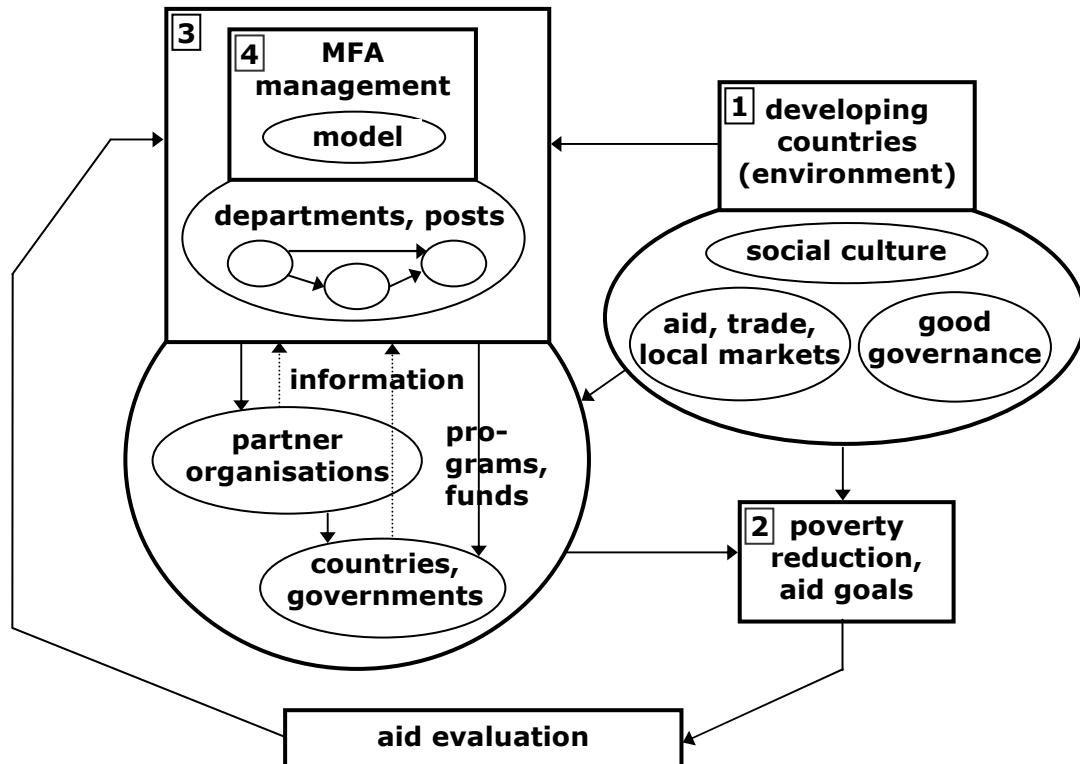 3
4
MFA
management
model
departments, posts
1
developing
countries
(environment)
social culture
aid, trade,
local markets
good
governance
information
partner
organisations
pro-
grams,
funds
countries,
governments
2
poverty
reduction,
aid goals
aid evaluation